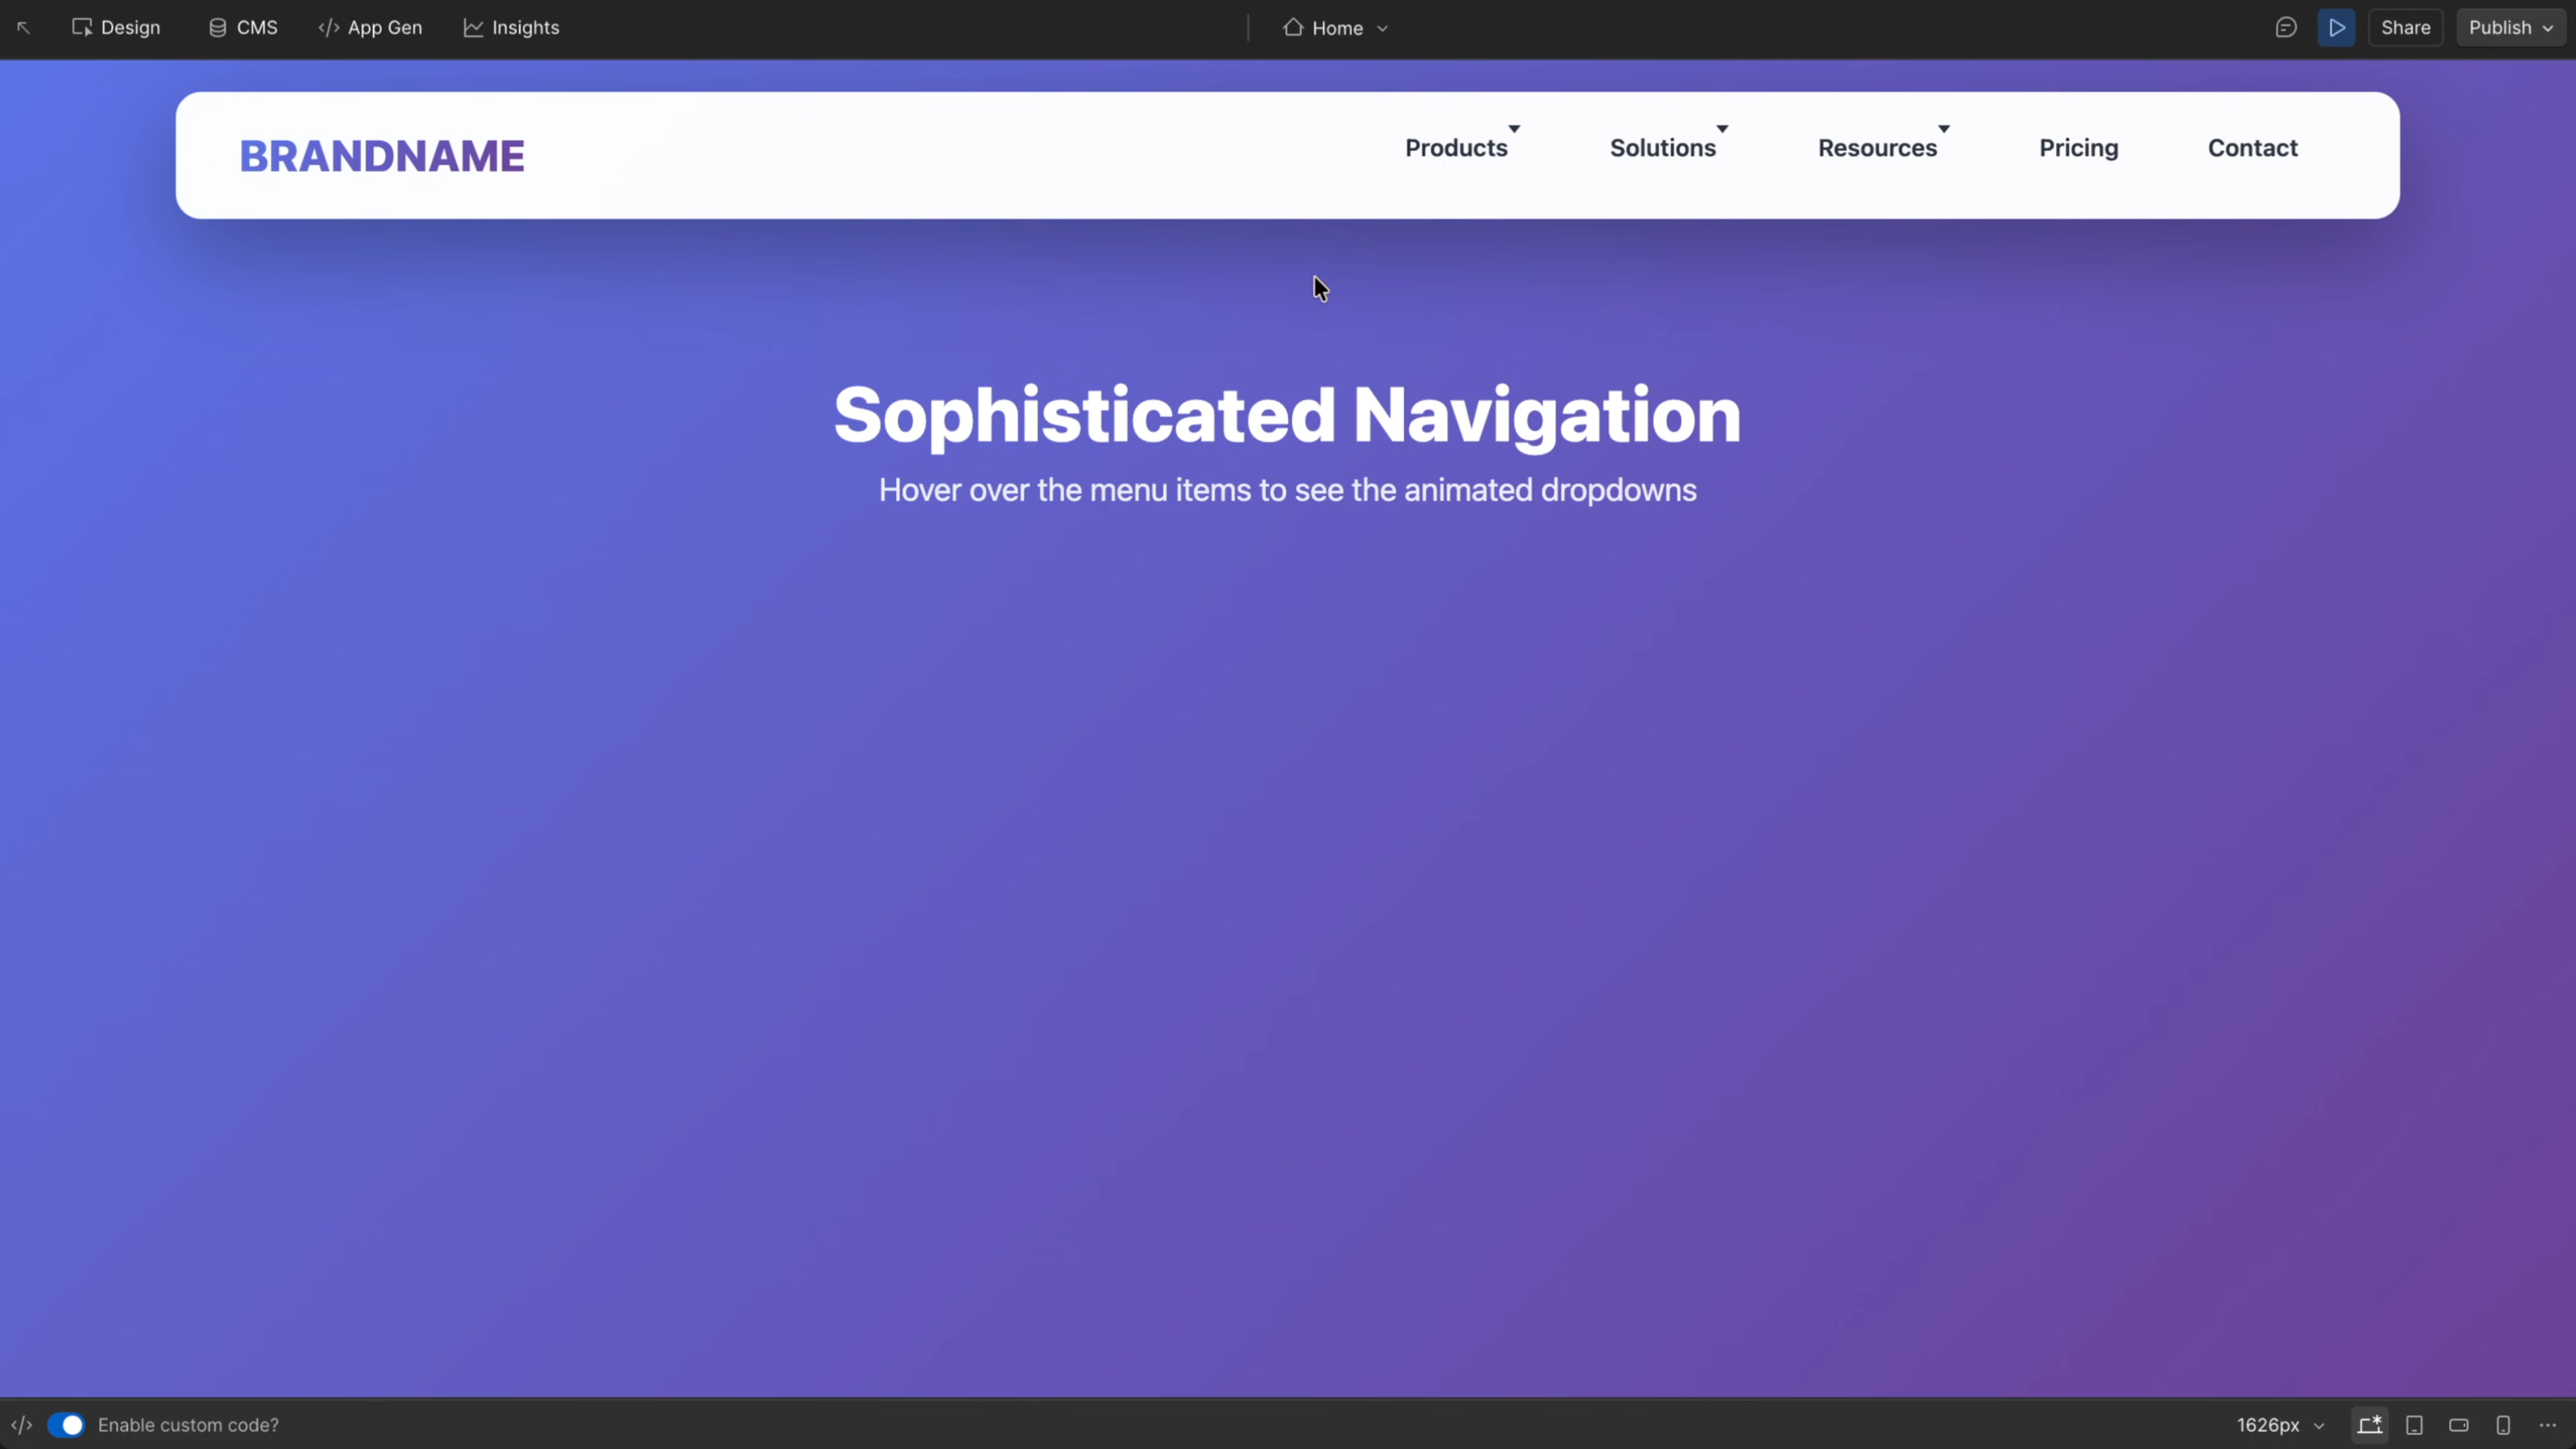 Design CMS App Gen Insights Home Share Publish
BRANDNAME Products Solutions Resources Pricing Contact
Sophisticated Navigation
Hover over the menu items to see the animated dropdowns
Enable custom code? 1626px